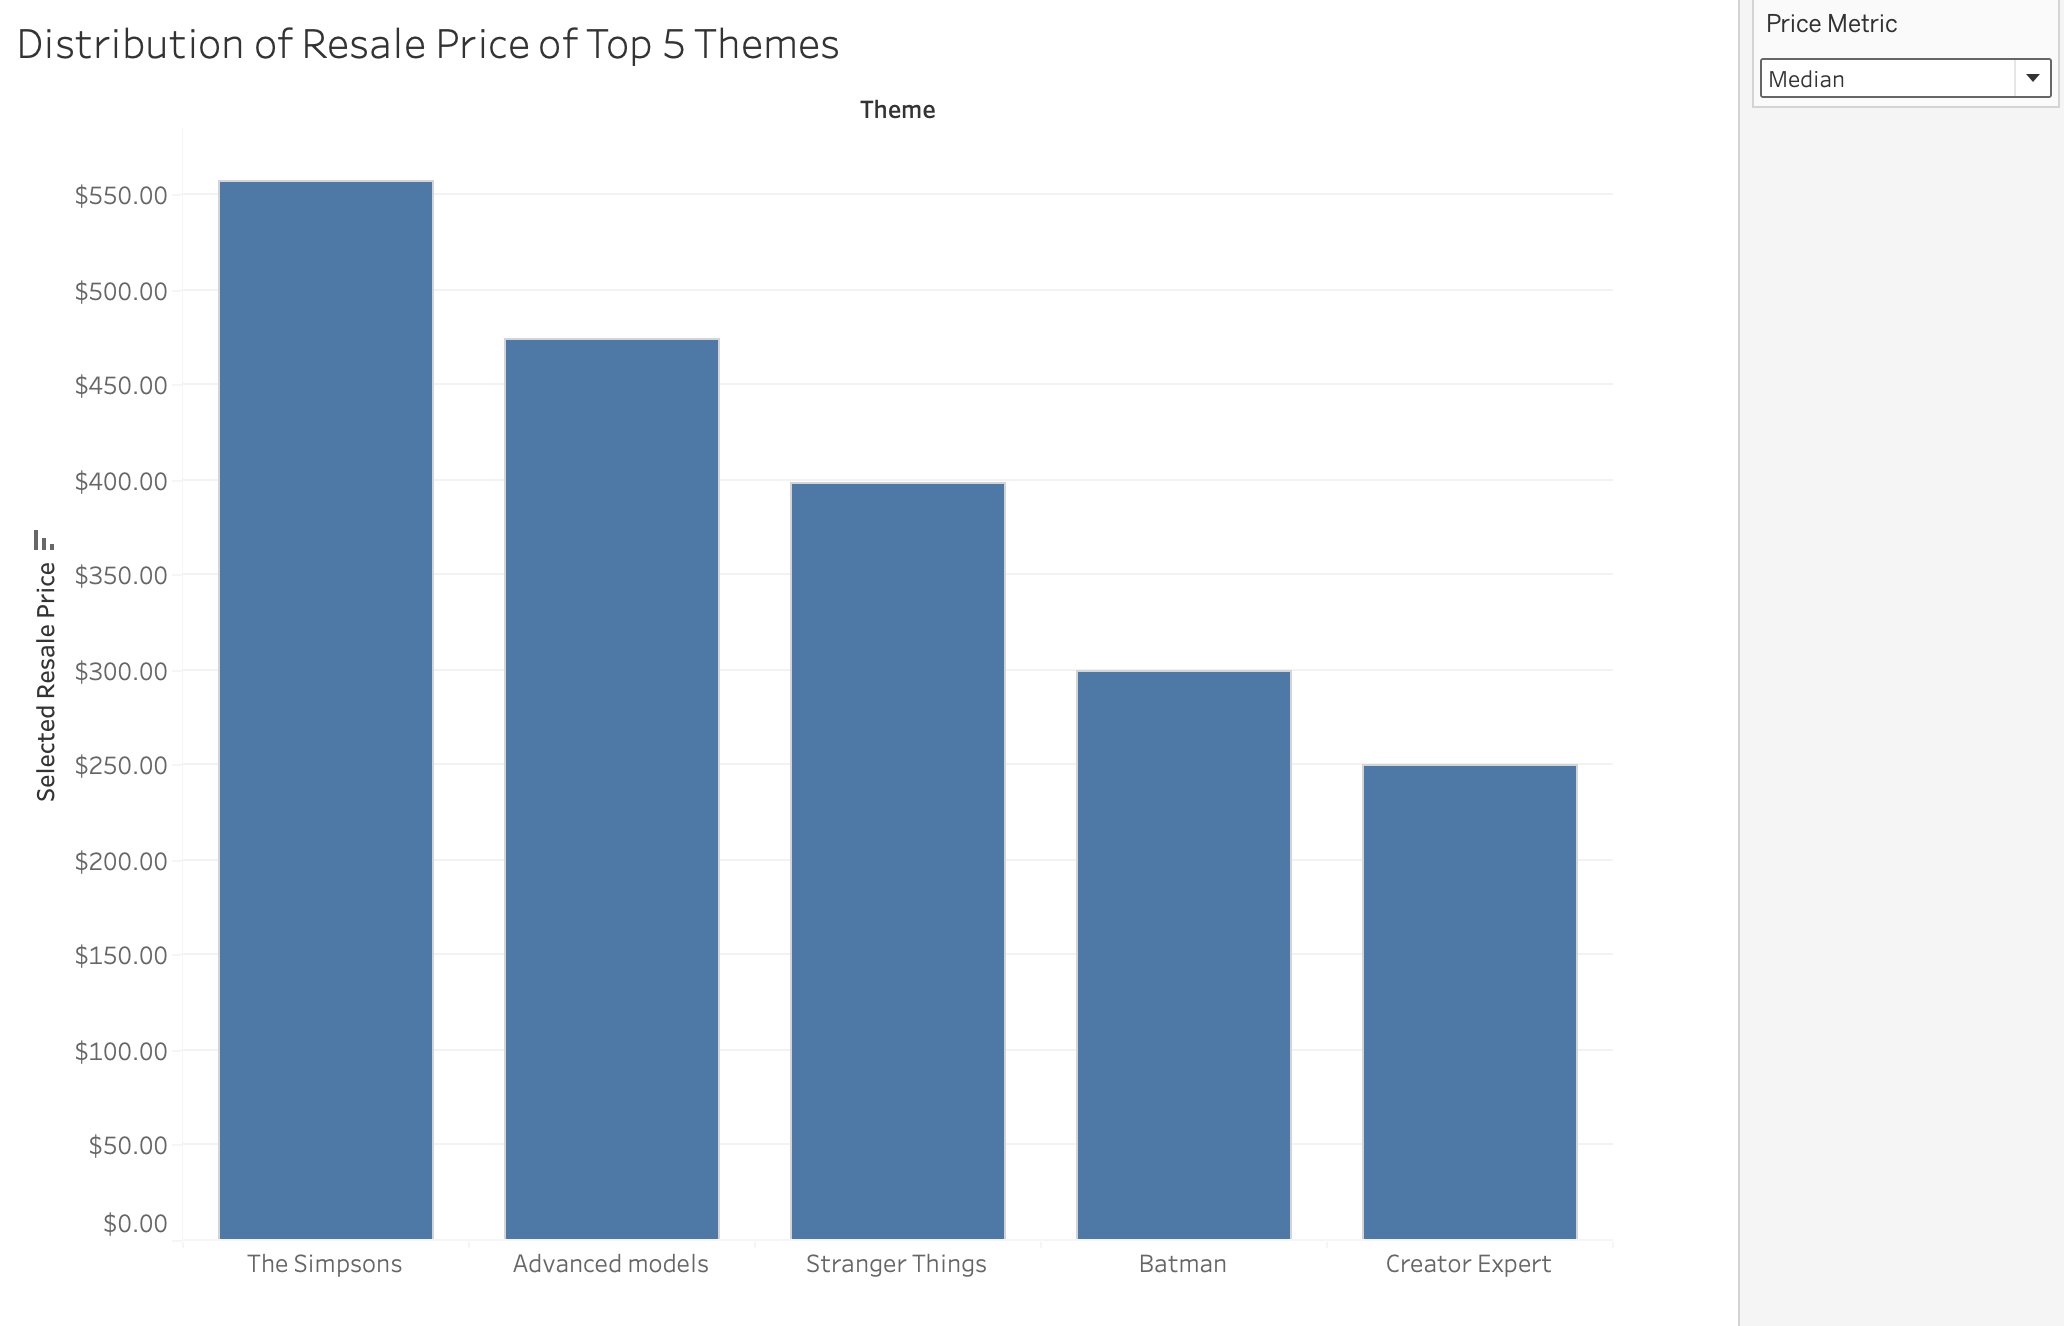 Distribution of Resale Price of Top 5 Themes
Price Metric
Median
Theme
Selected Resale Price
$550.00
$500.00
$450.00
$400.00
$350.00
$300.00
$250.00
$200.00
$150.00
$100.00
$50.00
$0.00
The Simpsons
Advanced models
Stranger Things
Batman
Creator Expert